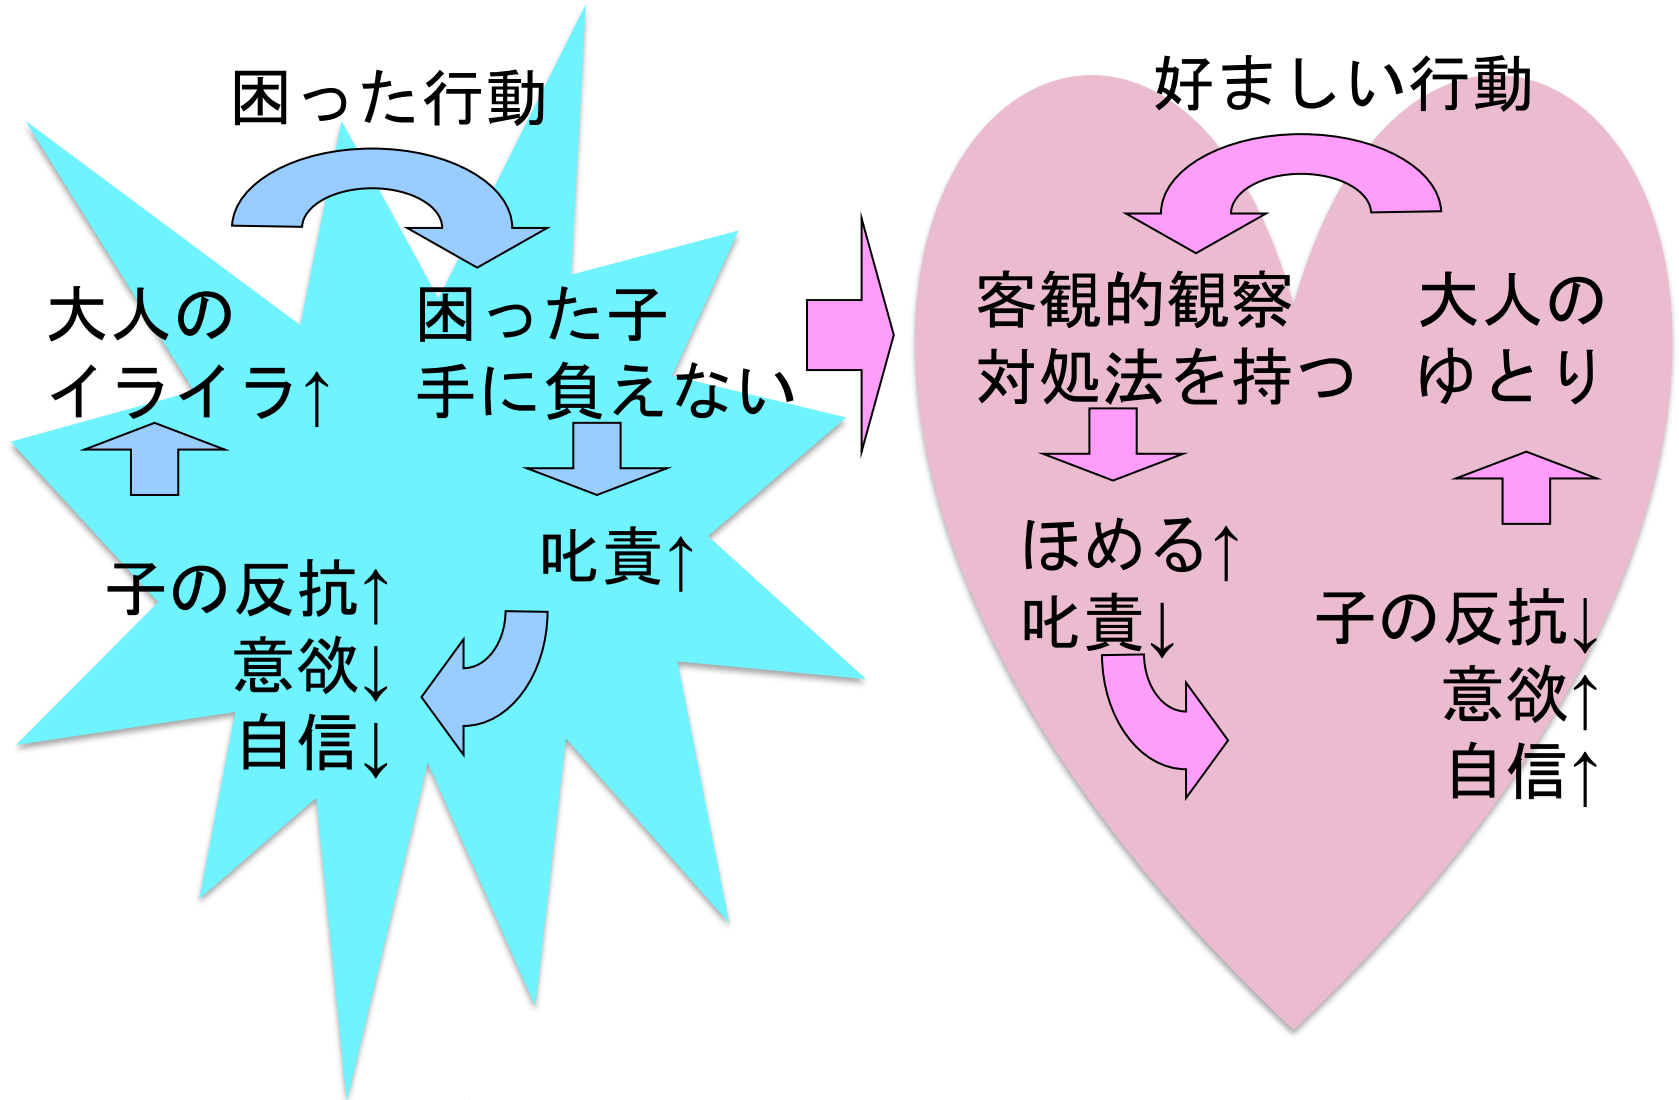 困った行動
大人の
イライラ↑
困った子
手に負えない
叱責↑
子の反抗↑
意欲↓
自信↓
好ましい行動
客観的観察
対処法を持つ
大人の
ゆとり
ほめる↑
叱責↓
子の反抗↓
意欲↑
自信↑